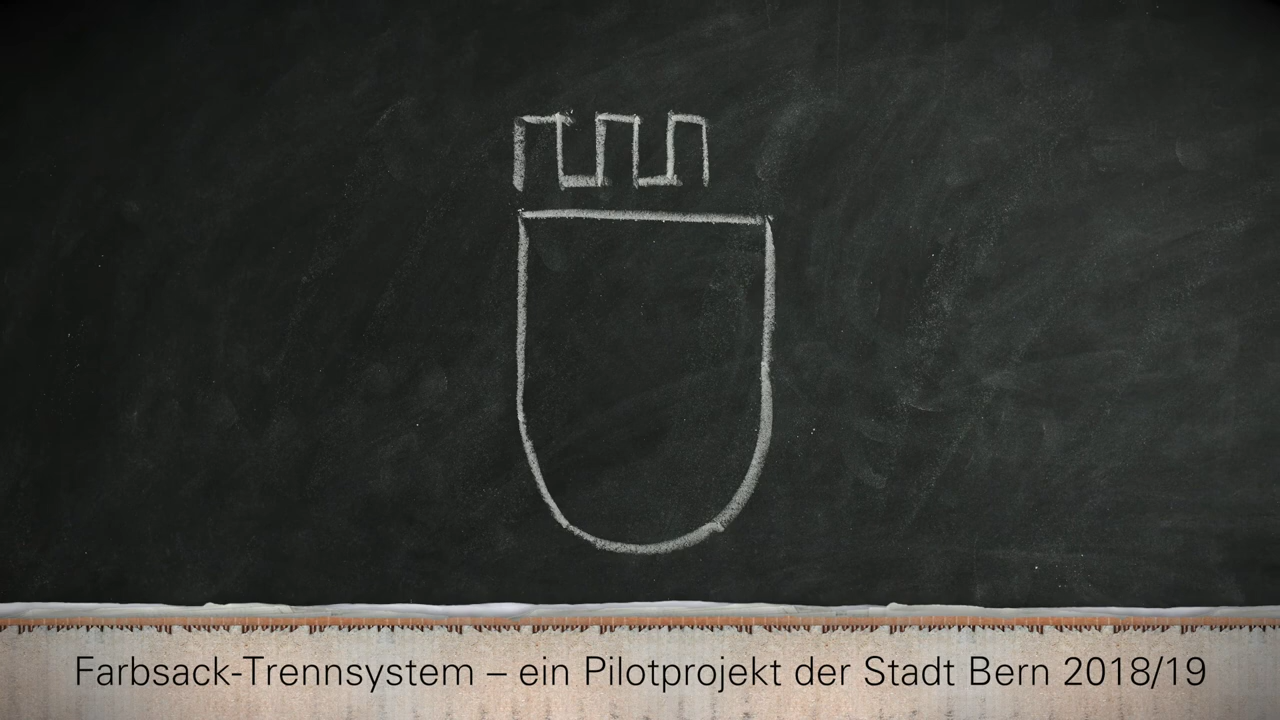 Farbsack-Trennsystem – ein Pilotprojekt der Stadt Bern 2018/19